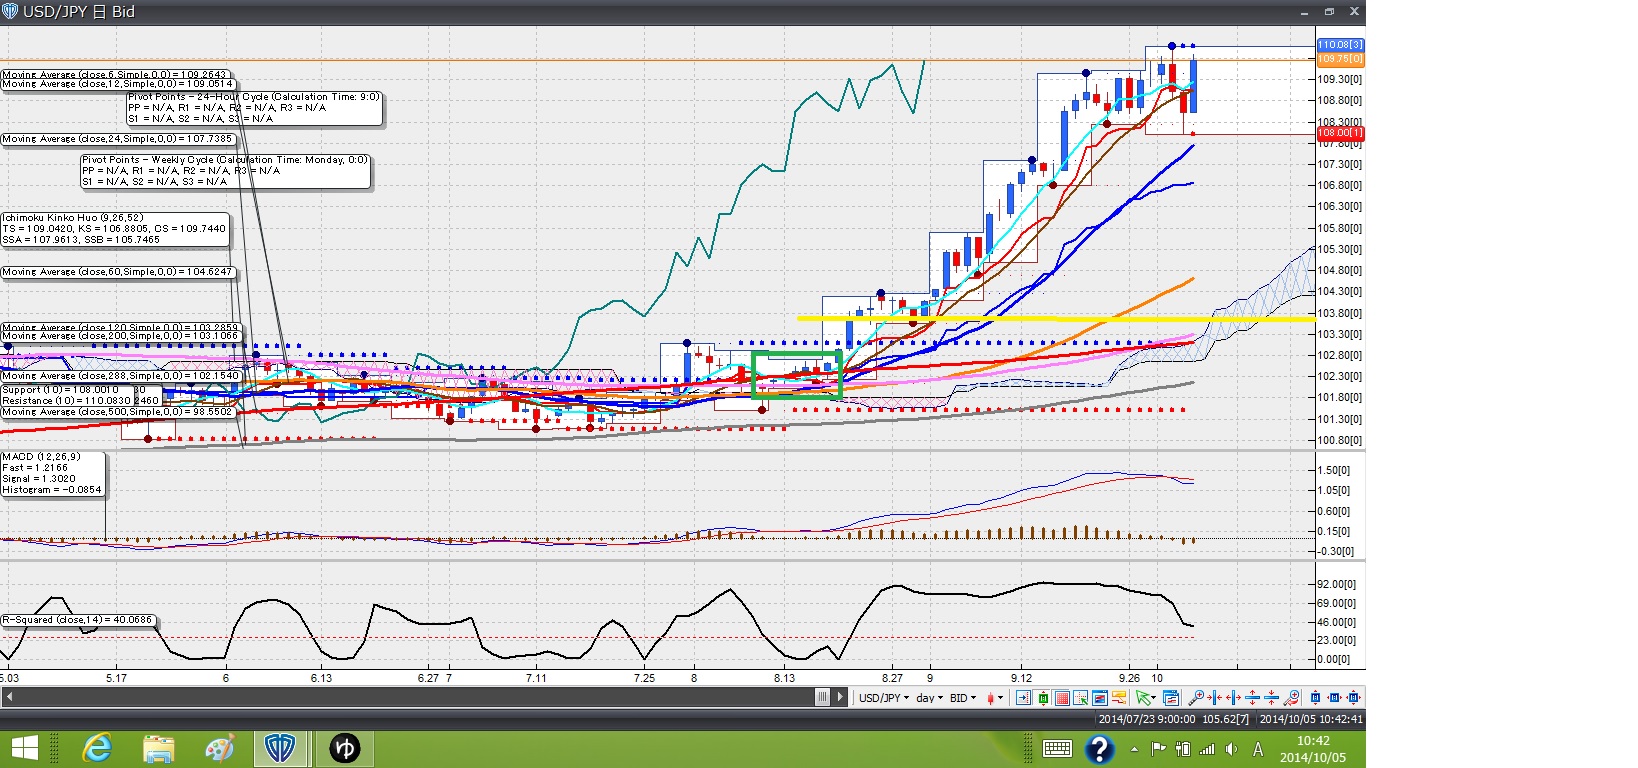 USD/JPY 日 Bid
Moving Average (close,6,Simple,0,0) = 109.2643
Moving Average (close,12,Simple,0,0) = 109.0514
Pivot Points - 24-Hour Cycle (Calculation Time: 9:0)
PP = N/A, R1 = N/A, R2 = N/A, R3 = N/A
S1 = N/A, S2 = N/A, S3 = N/A
Moving Average (close,24,Simple,0,0) = 107.7385
Pivot Points - Weekly Cycle (Calculation Time: Monday, 0:0)
PP = N/A, R1 = N/A, R2 = N/A, R3 = N/A
S1 = N/A, S2 = N/A, S3 = N/A
Ichimoku Kinko Huo (9,26,52)
TS = 109.0420, KS = 106.8805, CS = 109.7440
SSA = 107.9613, SSB = 105.7465
Moving Average (close,60,Simple,0,0) = 104.6247
Moving Average (close,120,Simple,0,0) = 103.2859
Moving Average (close,200,Simple,0,0) = 103.1066
Moving Average (close,288,Simple,0,0) = 102.1540
Support (10) = 108.0010
Resistance (10) = 110.0830
2460
Moving Average (close,500,Simple,0,0) = 98.5502
110.08[3]
109.75[0]
109.30[0]
108.80[0]
108.30[0]
108.00[1]
107.80[0]
107.30[0]
106.80[0]
106.30[0]
105.80[0]
105.30[0]
104.80[0]
104.30[0]
103.80[0]
103.30[0]
102.80[0]
102.30[0]
101.80[0]
101.30[0]
100.80[0]
MACD (12,26,9)
Fast = 1.2166
Signal = 1.3020
Histogram = -0.0854
1.50[0]
1.05[0]
0.60[0]
0.15[0]
-0.30[0]
R-Squared (close,14) = 40.0686
92.00[0]
69.00[0]
46.00[0]
23.00[0]
0.00[0]
5.03 5.17 6 6.13 6.27 7 7.11 7.25 8 8.13 8.27 9 9.12 9.26 10
USD/JPY day BID
2014/07/23 9:00:00 105.62[7] 2014/10/05 10:42:41
ゆ
A
10:42
2014/10/05